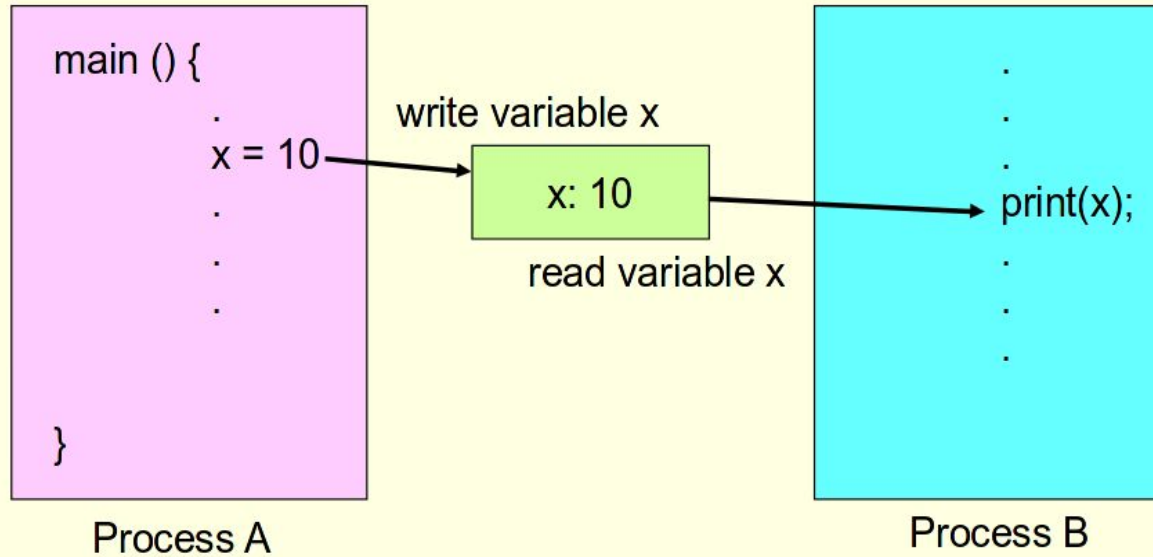 main () {
.
x = 10
.
.
.
}
Process A
write variable x
x: 10
read variable x
.
.
.
print(x);
.
.
.
Process B